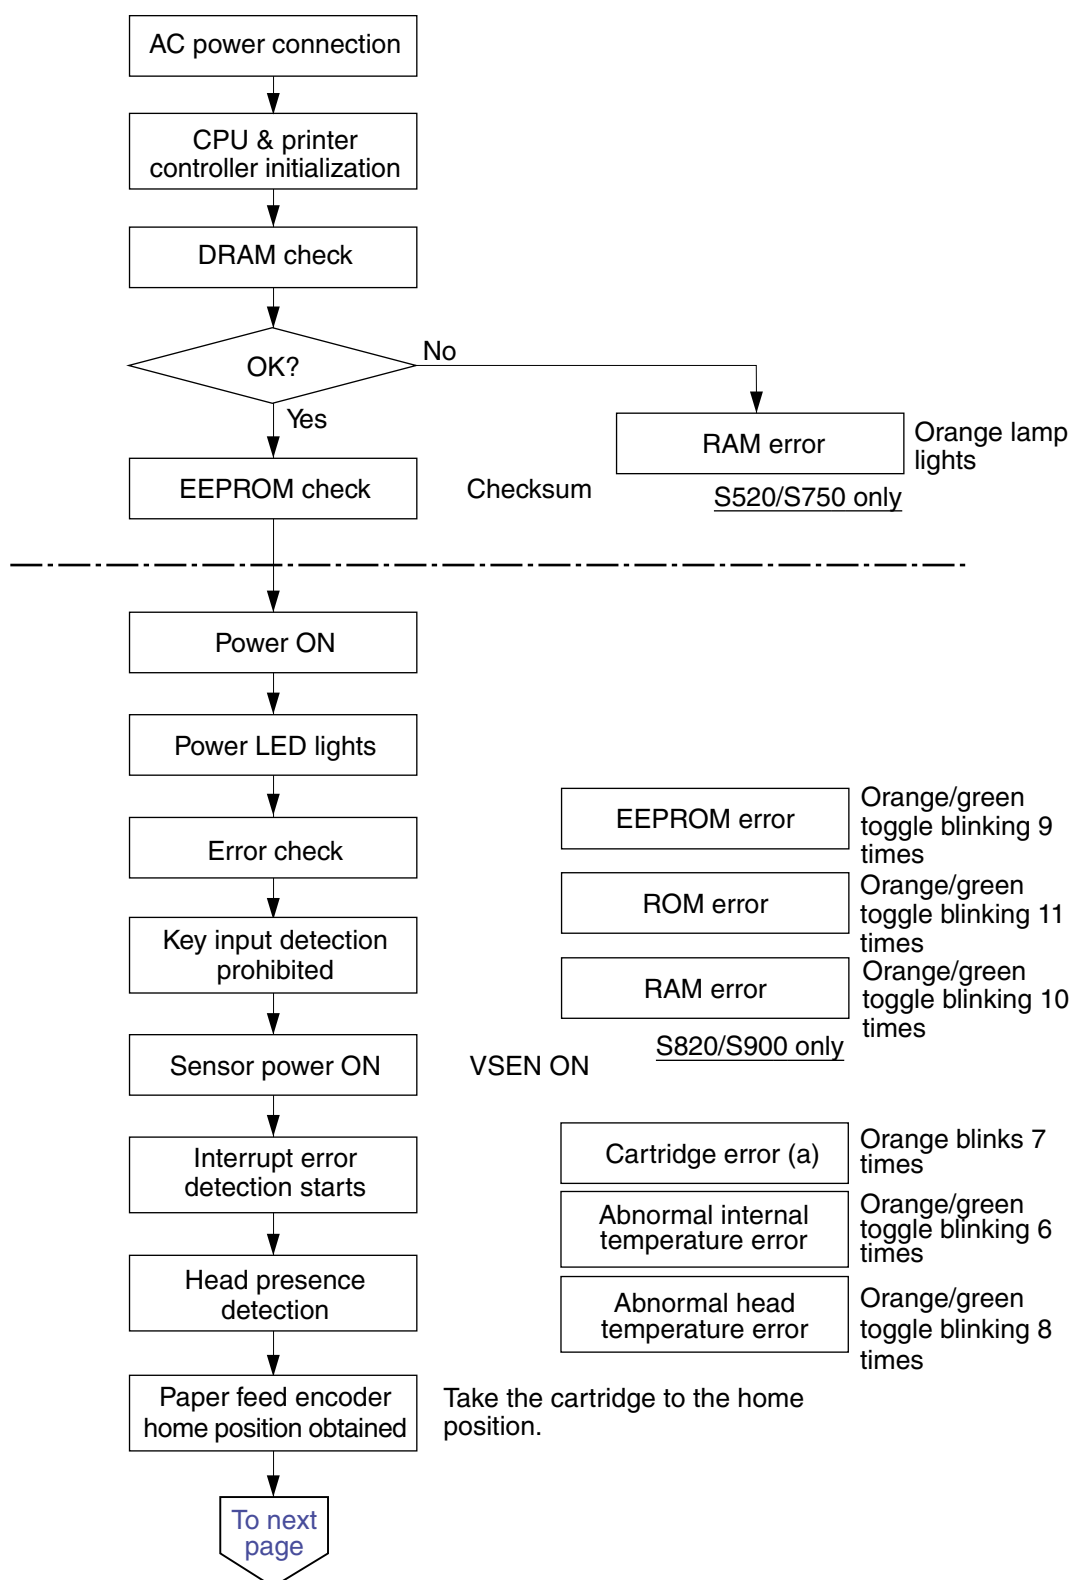 AC power connection
CPU & printer
controller initialization
DRAM check
OK?
No
Yes
RAM error
Orange lamp
lights
S520/S750 only
EEPROM check
Checksum
Power ON
Power LED lights
Error check
EEPROM error
Orange/green
toggle blinking 9
times
ROM error
Orange/green
toggle blinking 11
times
Key input detection
prohibited
RAM error
Orange/green
toggle blinking 10
times
S820/S900 only
Sensor power ON
VSEN ON
Interrupt error
detection starts
Cartridge error (a)
Orange blinks 7
times
Abnormal internal
temperature error
Orange/green
toggle blinking 6
times
Head presence
detection
Abnormal head
temperature error
Orange/green
toggle blinking 8
times
Paper feed encoder
home position obtained
Take the cartridge to the home
position.
To next
page